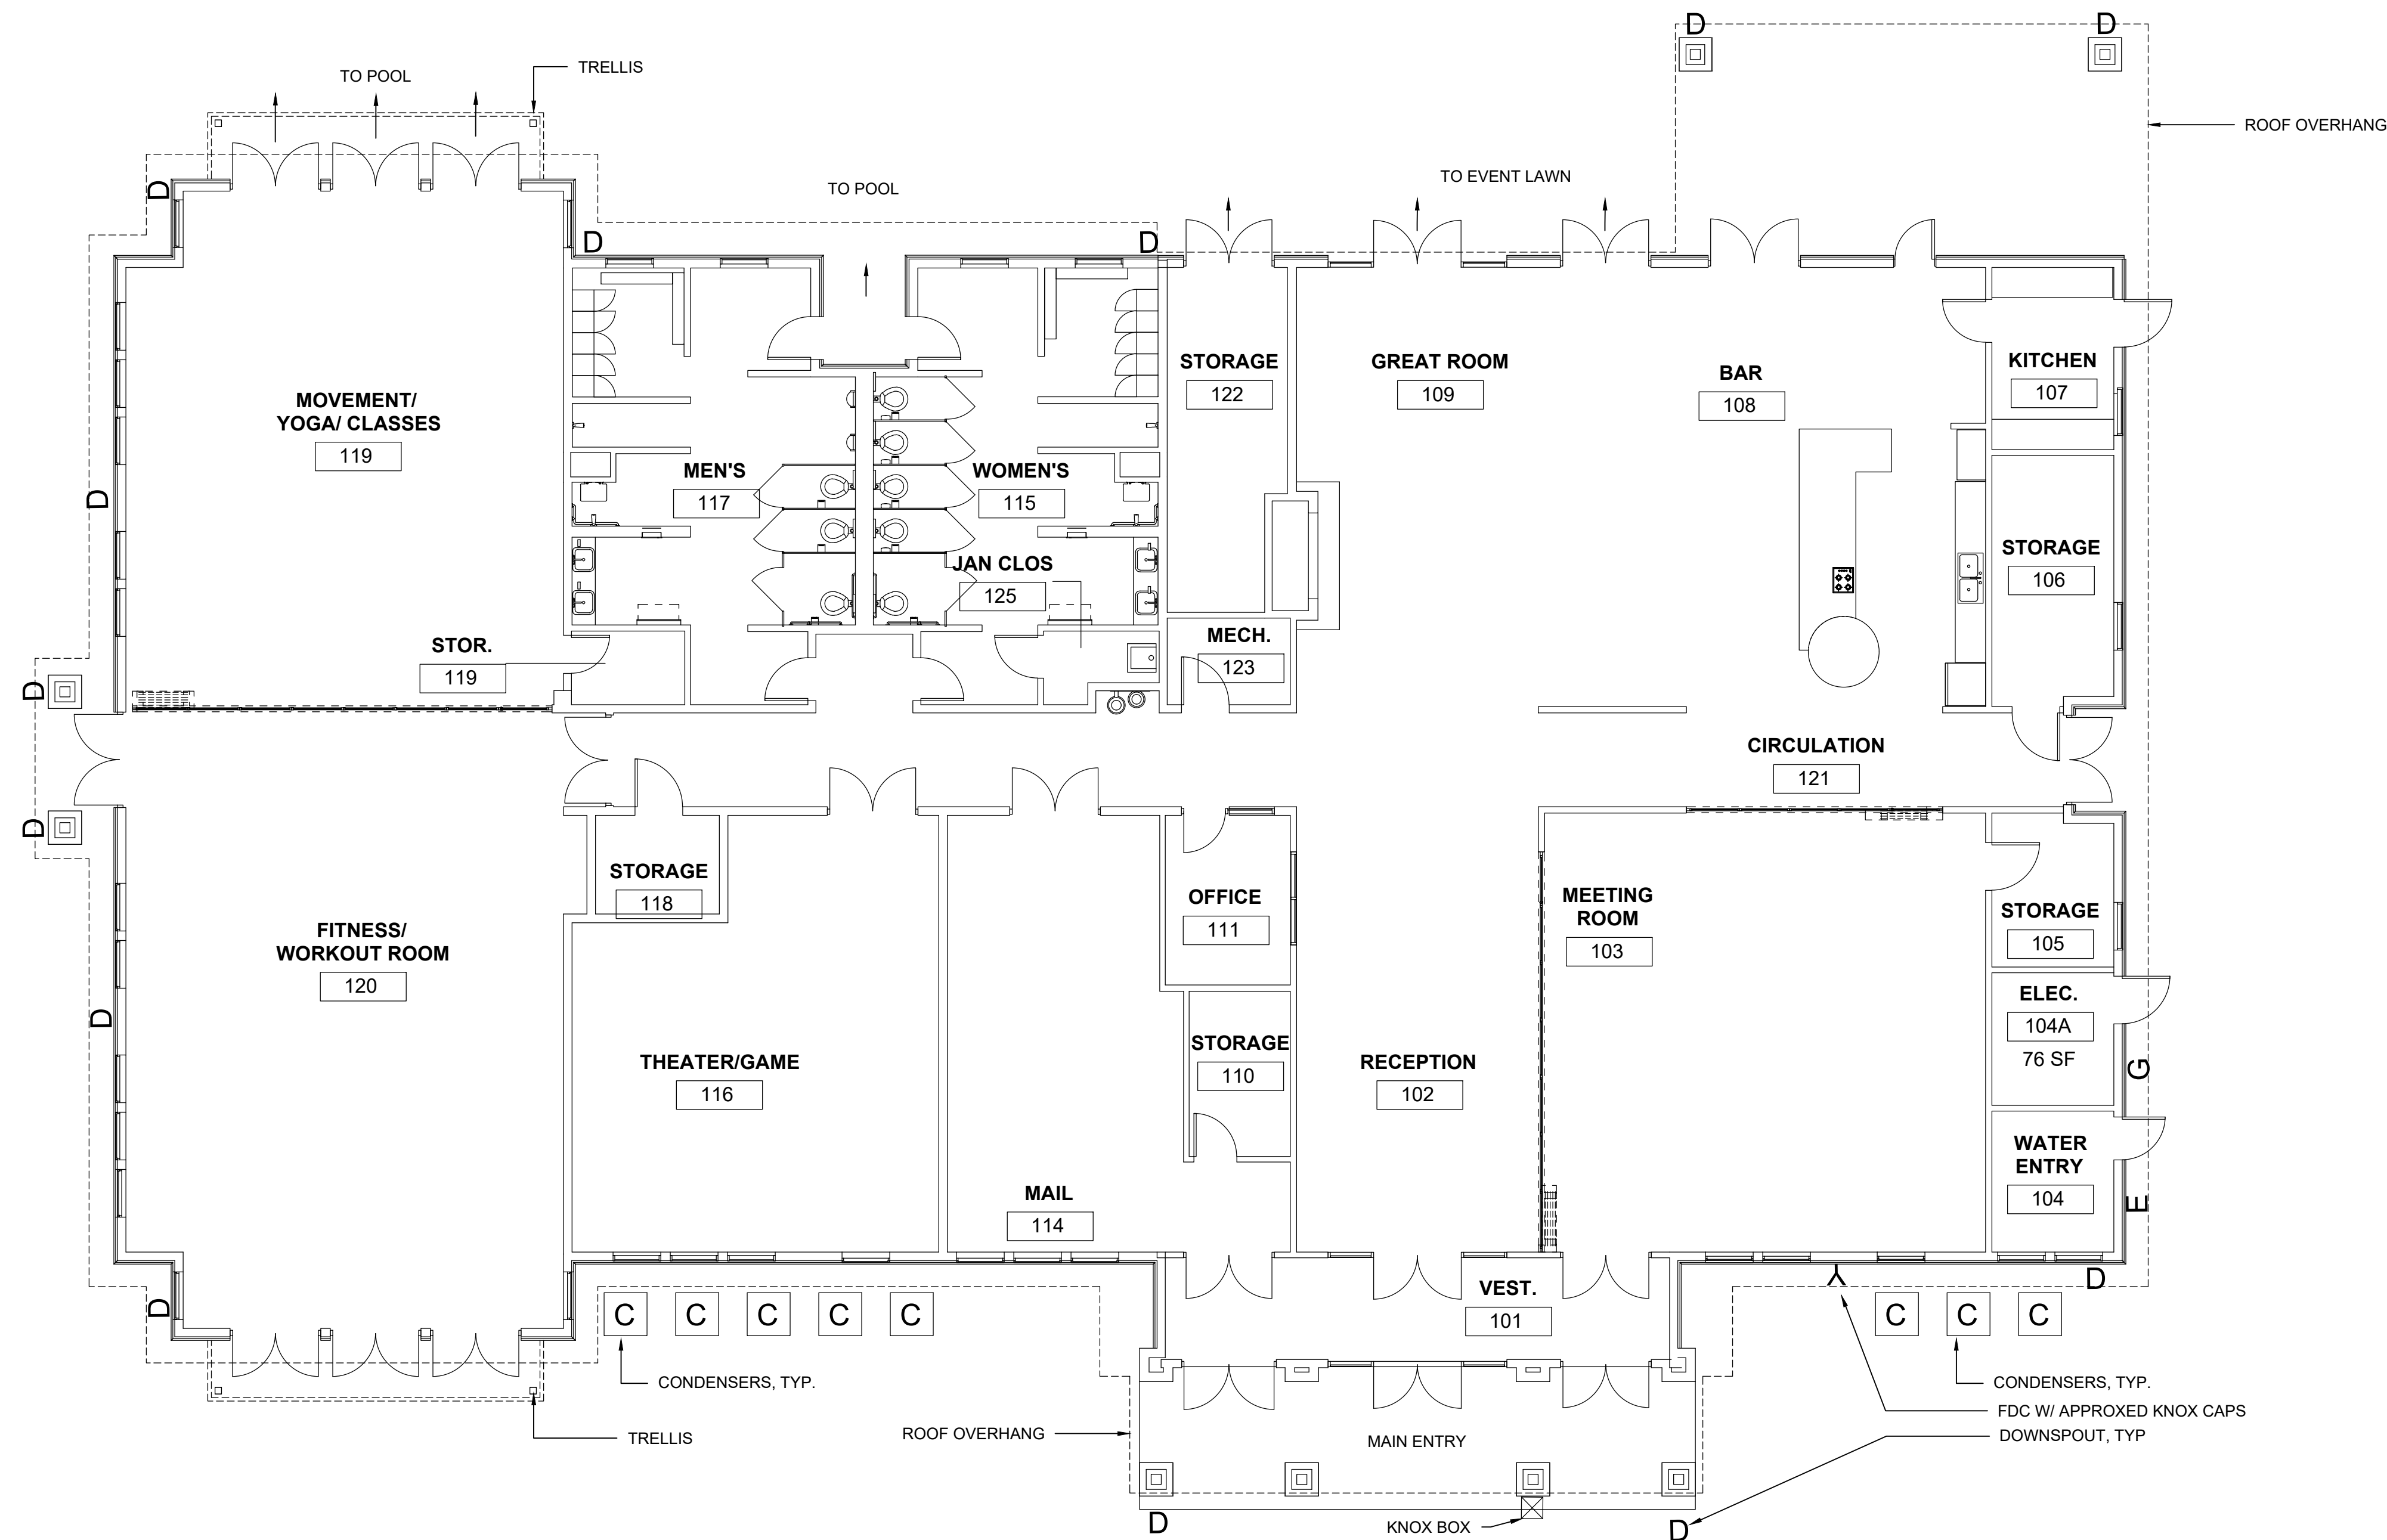 D
D
TRELLIS
TO POOL
ROOF OVERHANG
TO EVENT LAWN
TO POOL
D
D
D
STORAGE
122
GREAT ROOM
109
BAR
108
KITCHEN
107
MOVEMENT/
YOGA/ CLASSES
119
MEN'S
117
WOMEN'S
115
D
STORAGE
106
JAN CLOS
125
STOR.
119
MECH.
123
D
CIRCULATION
121
D
STORAGE
118
OFFICE
111
MEETING
ROOM
103
STORAGE
105
FITNESS/
WORKOUT ROOM
120
D
ELEC.
104A
76 SF
STORAGE
110
THEATER/GAME
116
RECEPTION
102
G
WATER
ENTRY
104
E
MAIL
114
VEST.
101
D
D
C
C
C
C
C
C
C
C
CONDENSERS, TYP.
CONDENSERS, TYP.
FDC W/ APPROXED KNOX CAPS
DOWNSPOUT, TYP
TRELLIS
ROOF OVERHANG
MAIN ENTRY
KNOX BOX
D
D